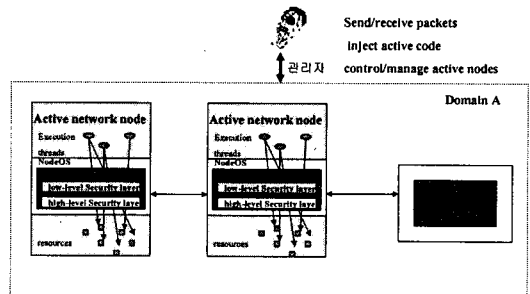 Send/receive packets
inject active code
관리자
control/manage active nodes
Domain A
Active network node
Execution
threads
NodeOS
low-level Security layer
high-level Security laye
resources
Active network node
Execution
threads
NodeOS
low-level Security layer
high-level Security laye
resources